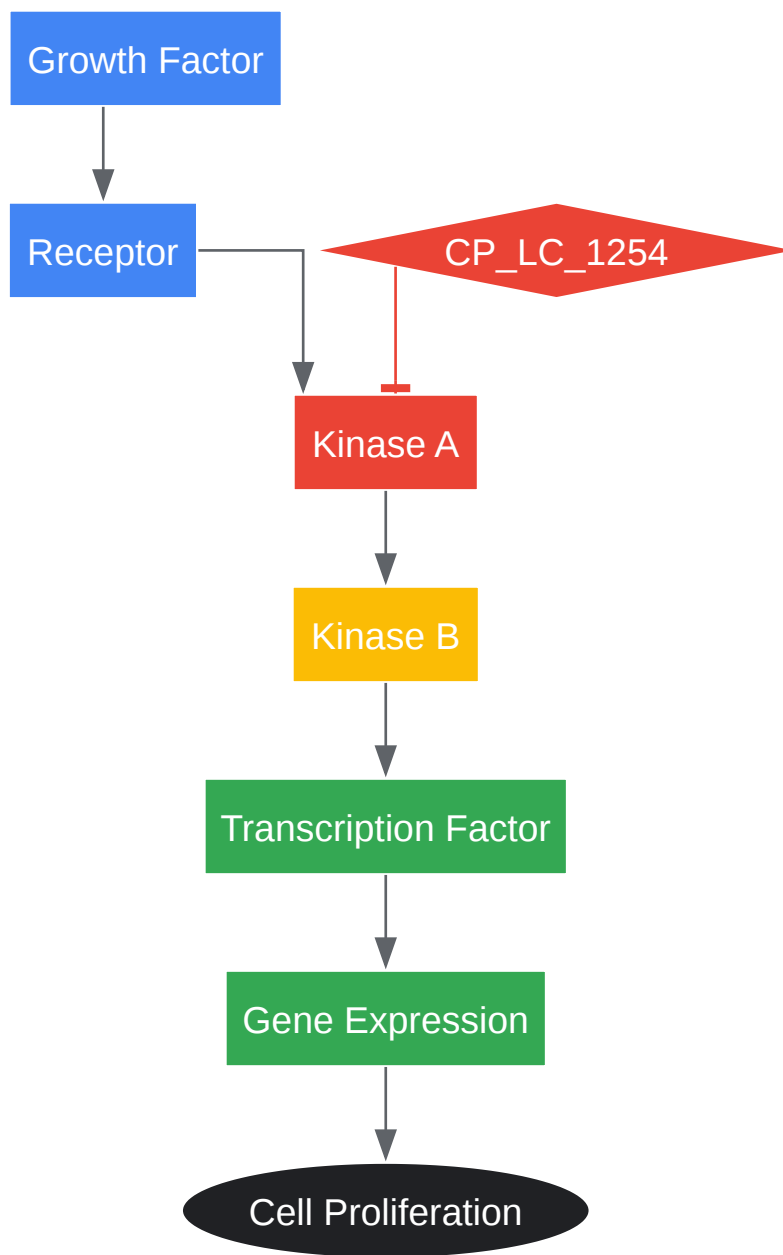 Growth Factor
Receptor
CP_LC_1254
Kinase A
Kinase B
Transcription Factor
Gene Expression
Cell Proliferation